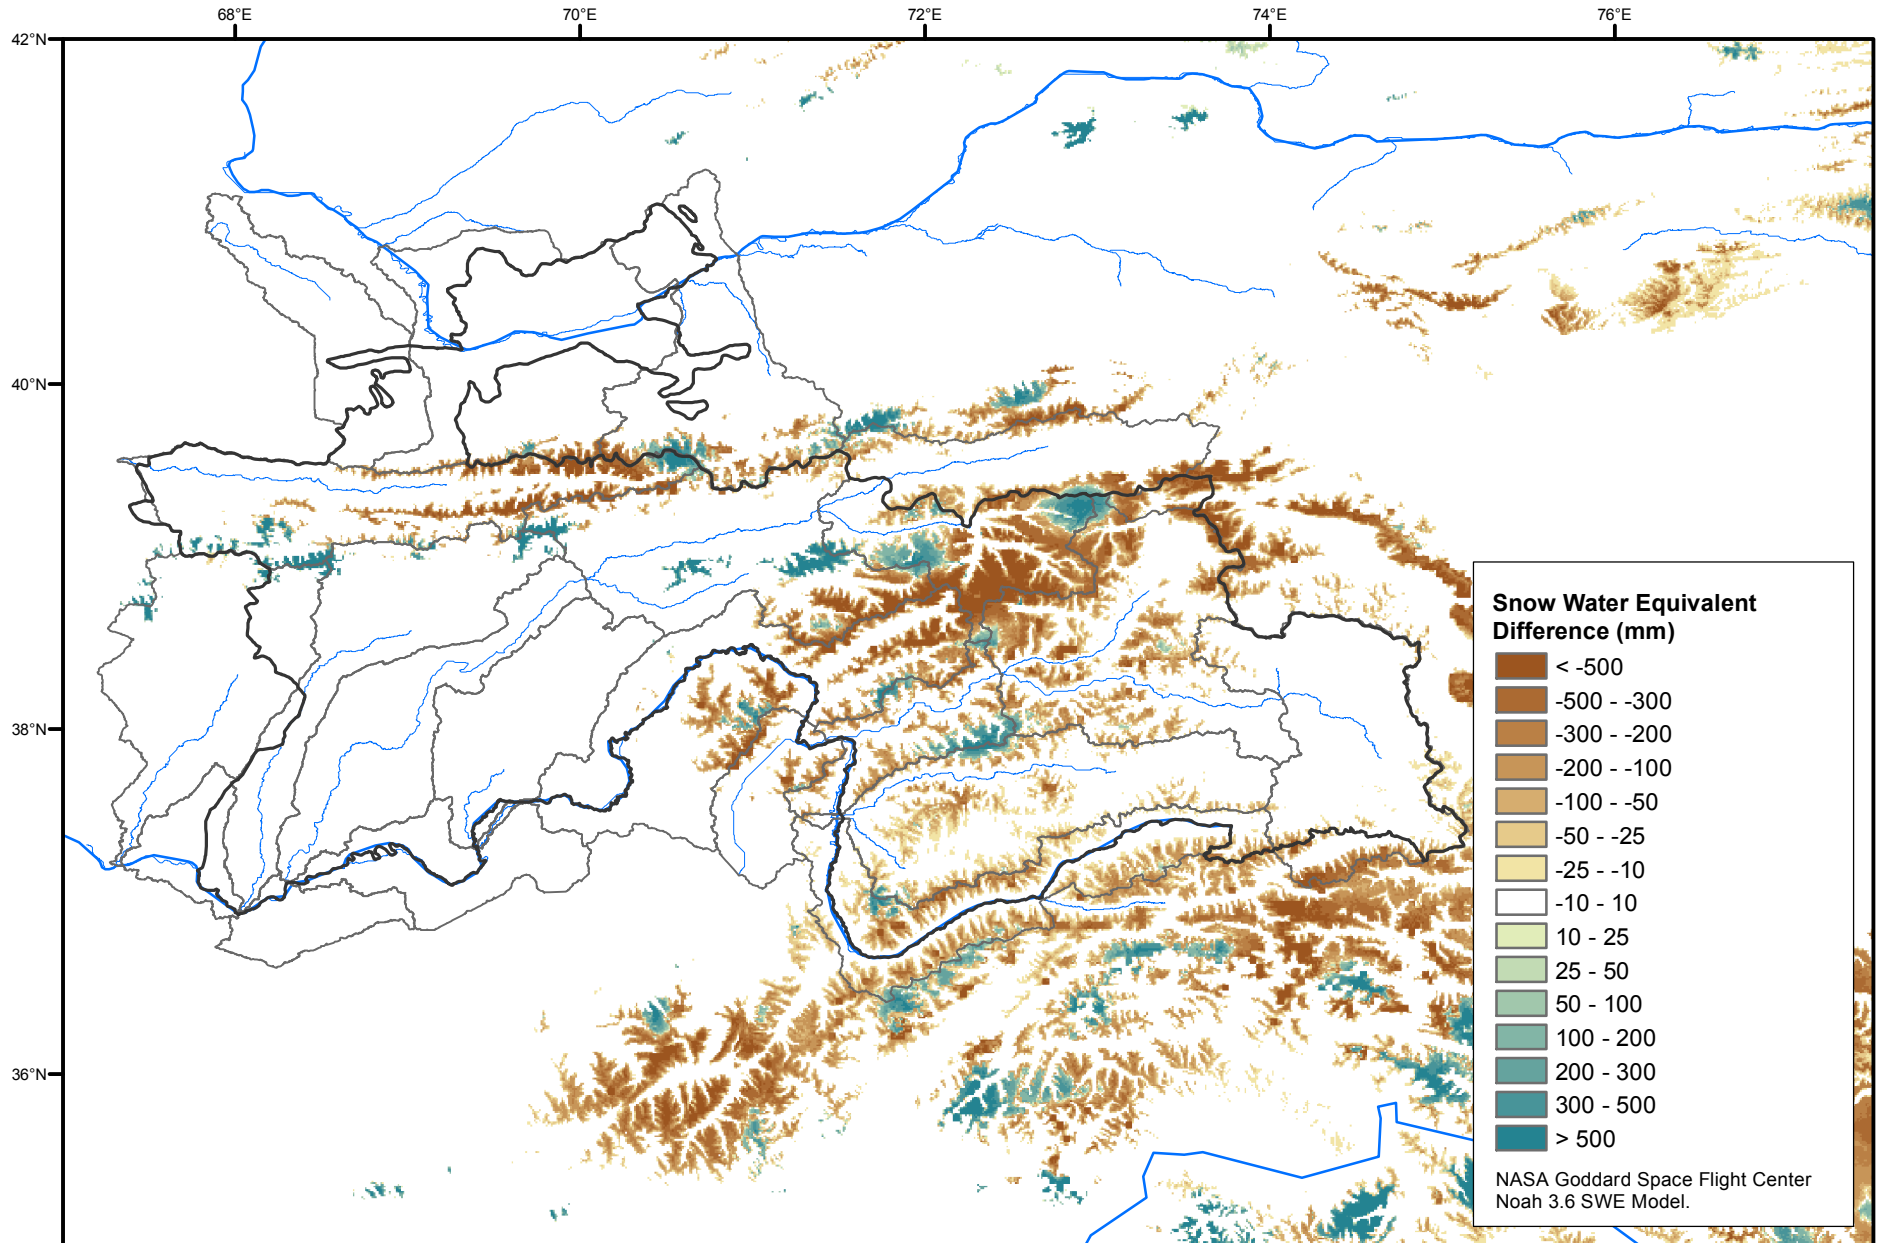 68°E
70°E
72°E
74°E
76°E
42°N
40°N
38°N
36°N
Snow Water Equivalent
Difference (mm)
< -500
-500 - -300
-300 - -200
-200 - -100
-100 - -50
-50 - -25
-25 - -10
-10 - 10
10 - 25
25 - 50
50 - 100
100 - 200
200 - 300
300 - 500
> 500
NASA Goddard Space Flight Center
Noah 3.6 SWE Model.